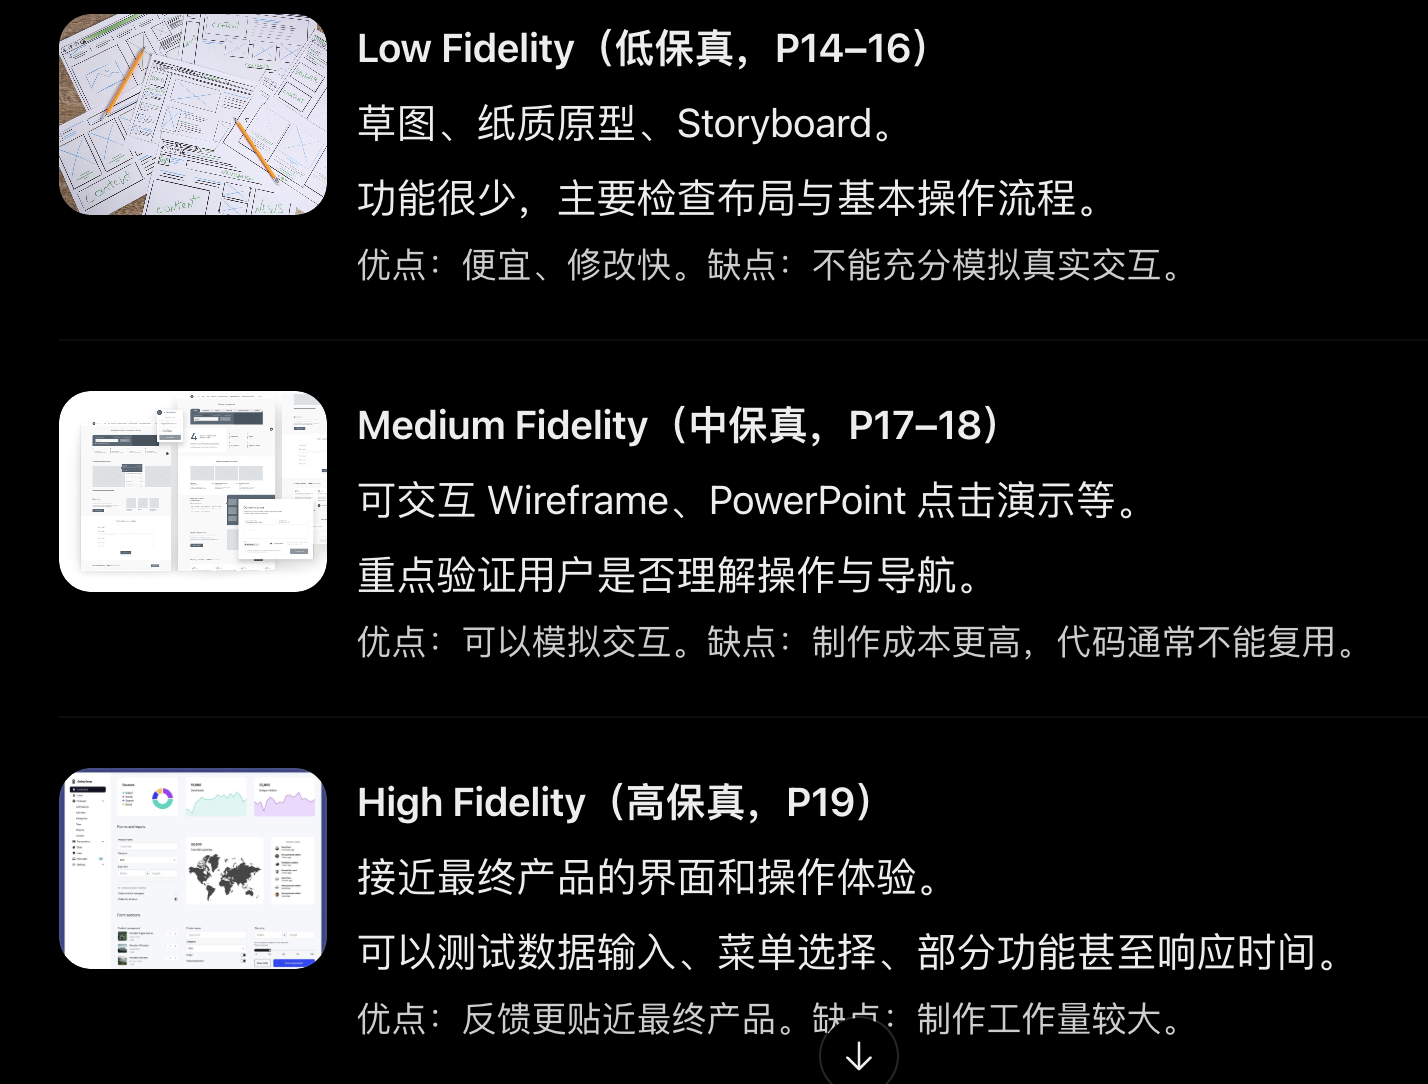 Low Fidelity（低保真，P14–16）
草图、纸质原型、Storyboard。
功能很少，主要检查布局与基本操作流程。
优点：便宜、修改快。缺点：不能充分模拟真实交互。
Medium Fidelity（中保真，P17–18）
可交互 Wireframe、PowerPoint 点击演示等。
重点验证用户是否理解操作与导航。
优点：可以模拟交互。缺点：制作成本更高，代码通常不能复用。
High Fidelity（高保真，P19）
接近最终产品的界面和操作体验。
可以测试数据输入、菜单选择、部分功能甚至响应时间。
优点：反馈更贴近最终产品。缺点：制作工作量较大。